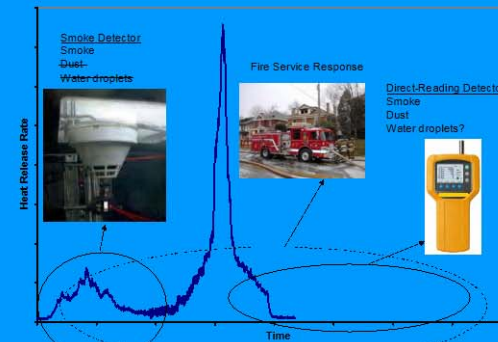 Smoke Detector
Smoke
Dust
Water droplets
Fire Service Response
Direct-Reading Detector
Smoke
Dust
Water droplets?
Heat Release Rate
Time